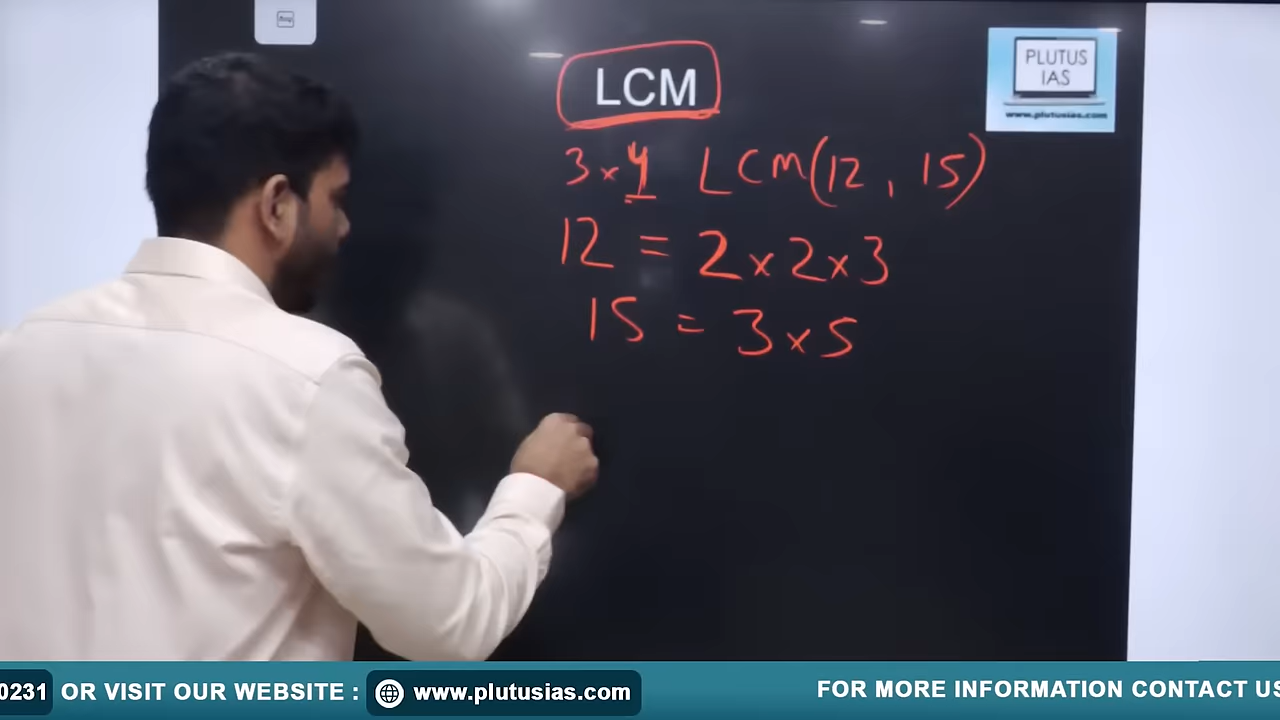 PLUTUS
IAS
www.plutusias.com
LCM
3 × 4 LCM(12, 15)
12 = 2 × 2 × 3
15 = 3 × 5
0231 OR VISIT OUR WEBSITE : www.plutusias.com FOR MORE INFORMATION CONTACT US